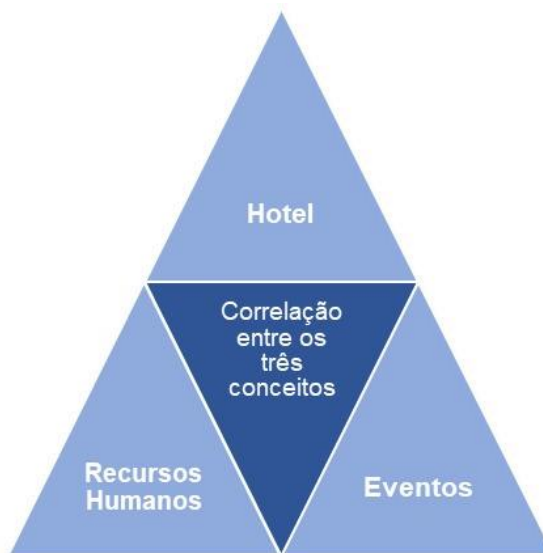 Hotel
Correlação
entre os
três
conceitos
Recursos
Humanos
Eventos